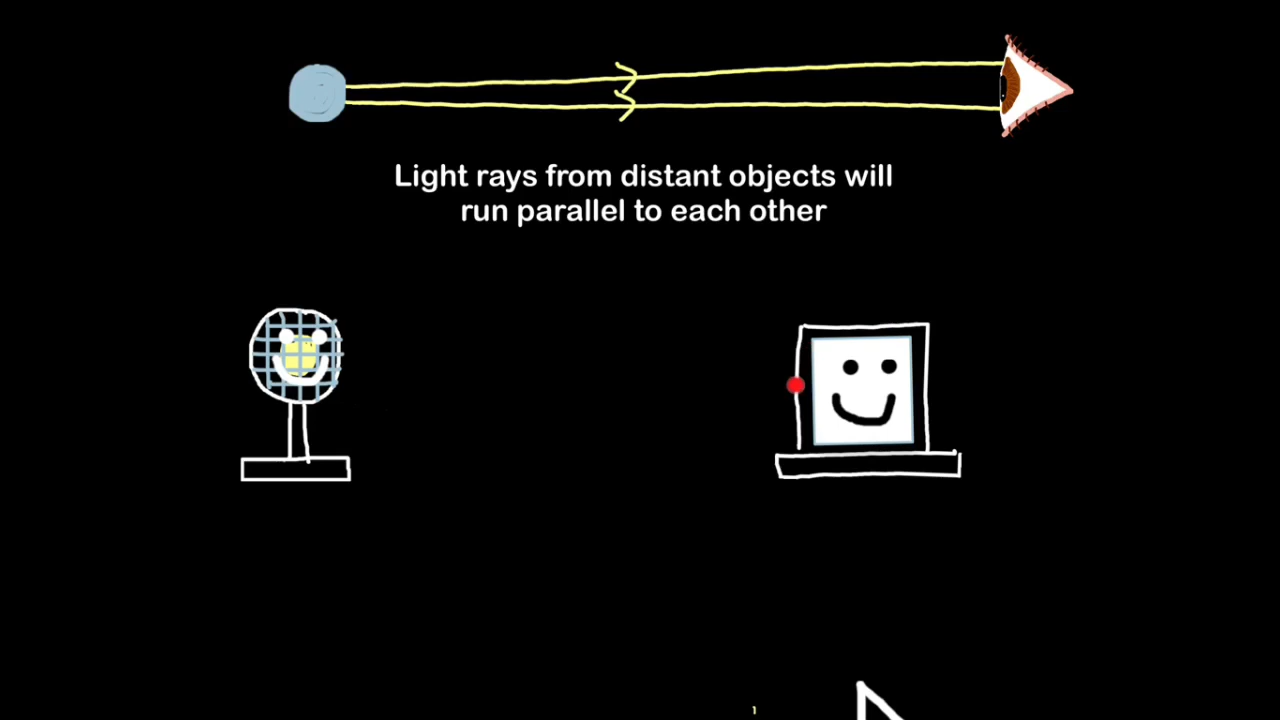 Light rays from distant objects will
run parallel to each other